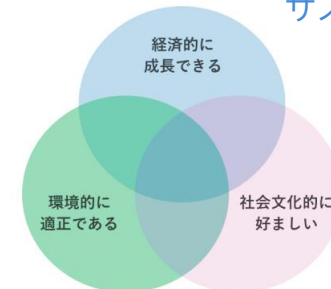 経済的に
成長できる
環境的に
適正である
社会文化的に
好ましい